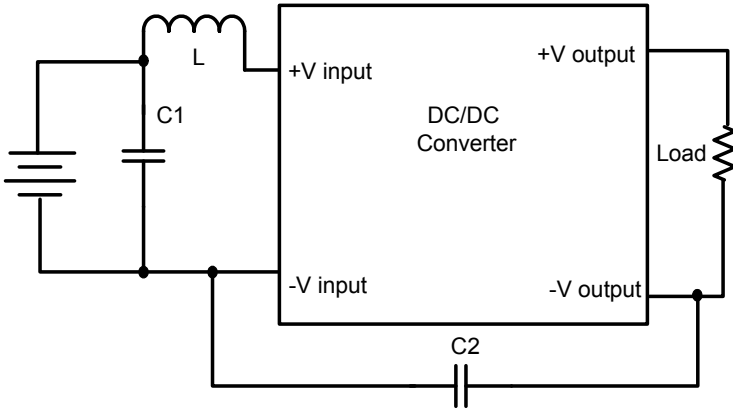 L
+V input
+V output
C1
DC/DC
Converter
Load
-V input
-V output
C2